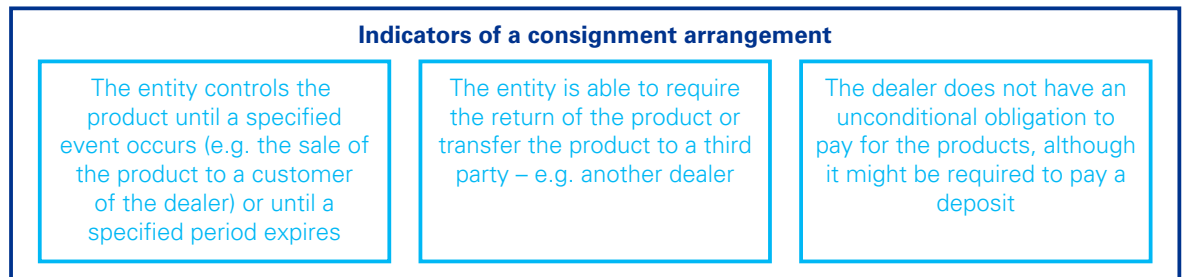 Indicators of a consignment arrangement
The entity controls the
product until a specified
event occurs (e.g. the sale of
the product to a customer
of the dealer) or until a
specified period expires
The entity is able to require
the return of the product or
transfer the product to a third
party – e.g. another dealer
The dealer does not have an
unconditional obligation to
pay for the products, although
it might be required to pay a
deposit